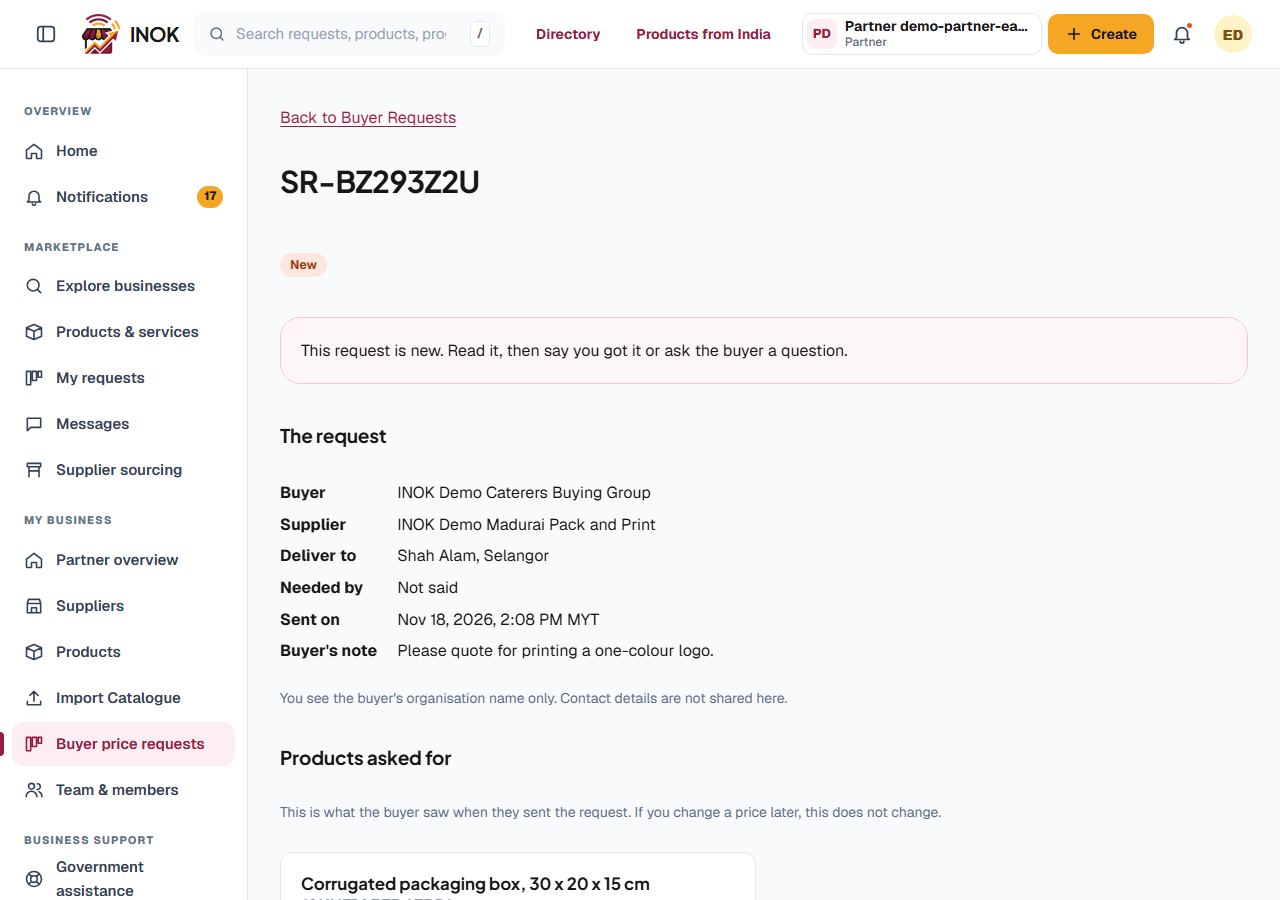 INOK
Search requests, products, pro
/
Directory
Products from India
PD
Partner demo-partner-ea...
Partner
Create
ED
OVERVIEW
Home
Notifications
17
MARKETPLACE
Explore businesses
Products & services
My requests
Messages
Supplier sourcing
MY BUSINESS
Partner overview
Suppliers
Products
Import Catalogue
Buyer price requests
Team & members
BUSINESS SUPPORT
Government
assistance
Back to Buyer Requests
SR-BZ293Z2U
New
This request is new. Read it, then say you got it or ask the buyer a question.
The request
Buyer INOK Demo Caterers Buying Group
Supplier INOK Demo Madurai Pack and Print
Deliver to Shah Alam, Selangor
Needed by Not said
Sent on Nov 18, 2026, 2:08 PM MYT
Buyer's note Please quote for printing a one-colour logo.
You see the buyer's organisation name only. Contact details are not shared here.
Products asked for
This is what the buyer saw when they sent the request. If you change a price later, this does not change.
Corrugated packaging box, 30 x 20 x 15 cm